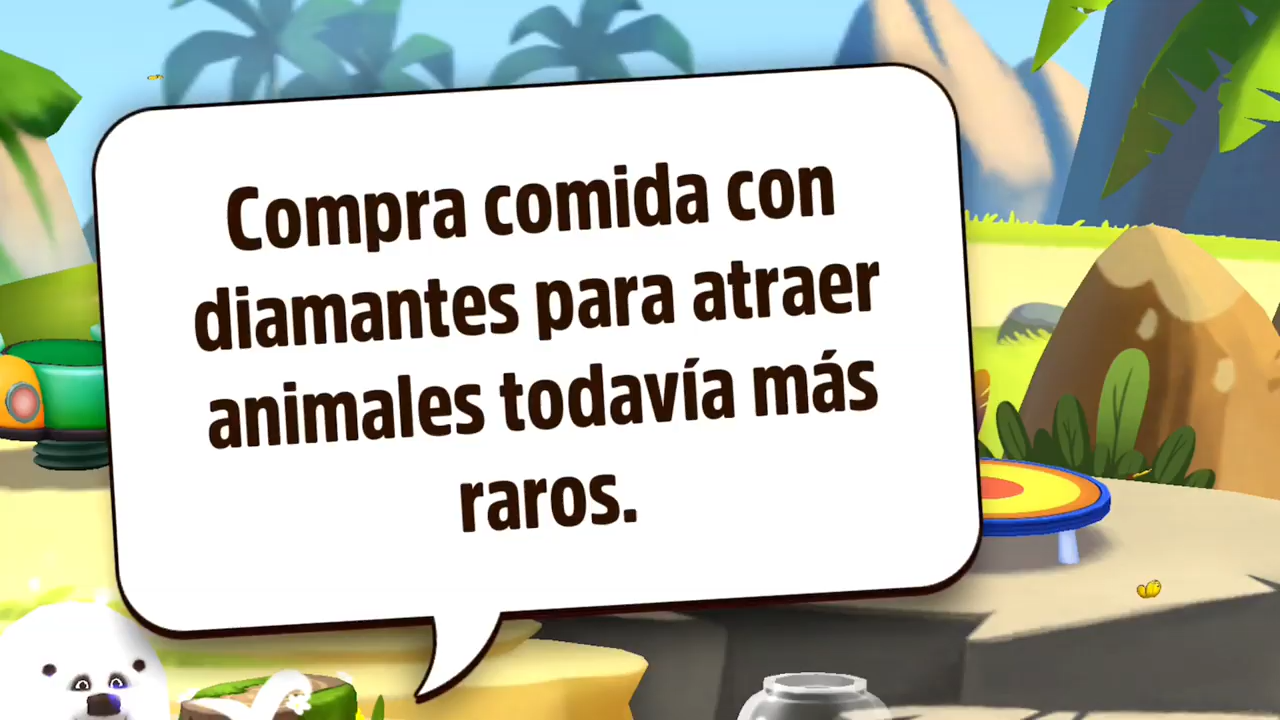 Compra comida con
diamantes para atraer
animales todavía más
raros.